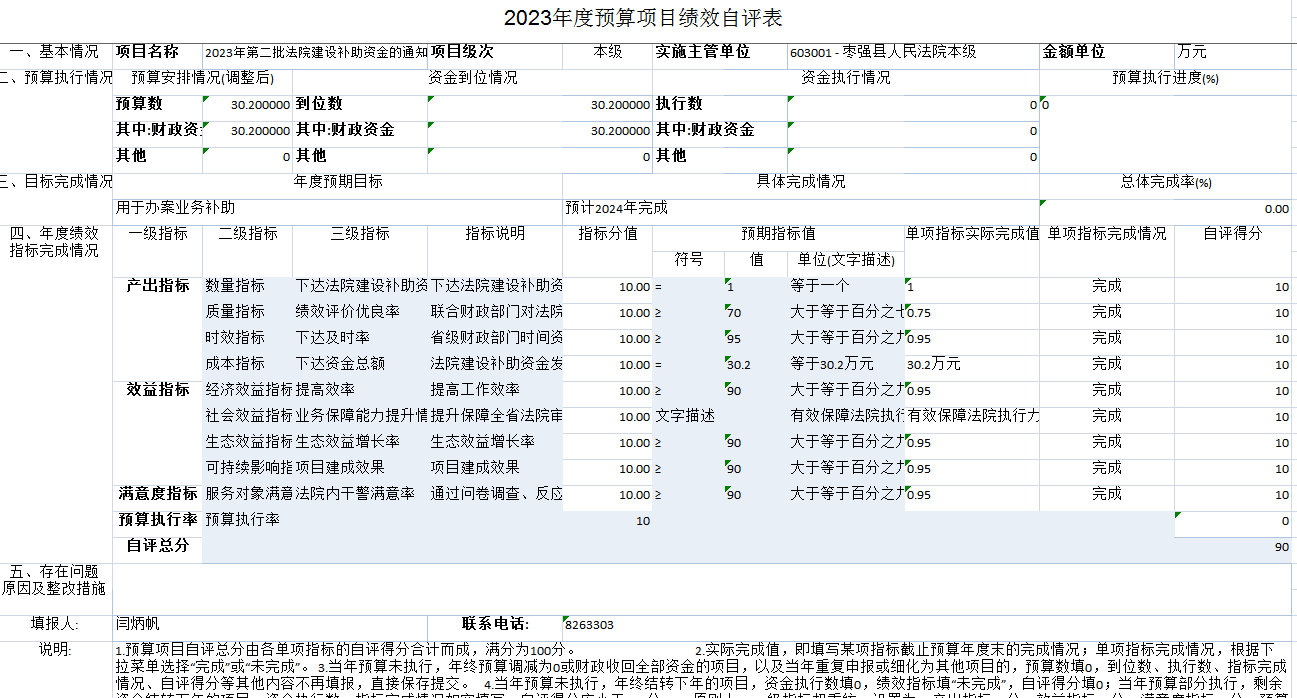 2023年度预算项目绩效自评表
一、基本情况 项目名称 2023年第二批法院建设补助资金的通知 项目级次 本级 实施主管单位 603001 - 枣强县人民法院本级 金额单位 万元
二、预算执行情况 预算安排情况(调整后) 资金到位情况 资金执行情况 预算执行进度(%)
预算数 30.200000 到位数 30.200000 执行数 0 0
其中:财政资 30.200000 其中:财政资金 30.200000 其中:财政资金 0
其他 0 其他 0 其他 0
三、目标完成情况 年度预期目标 具体完成情况 总体完成率(%)
用于办案业务补助 预计2024年完成 0.00
四、年度绩效
指标完成情况
一级指标 二级指标 三级指标 指标说明 指标分值 预期指标值 单项指标实际完成值 单项指标完成情况 自评得分
符号 值 单位(文字描述)
产出指标 数量指标 下达法院建设补助资 下达法院建设补助资 10.00 = 1 等于一个 1 完成 10
质量指标 绩效评价优良率 联合财政部门对法院 10.00 ≥ 70 大于等于百分之七 0.75 完成 10
时效指标 下达及时率 省级财政部门时间资 10.00 ≥ 95 大于等于百分之九 0.95 完成 10
成本指标 下达资金总额 法院建设补助资金发 10.00 = 30.2 等于30.2万元 30.2万元 完成 10
效益指标 经济效益指标 提高效率 提高工作效率 10.00 ≥ 90 大于等于百分之九 0.95 完成 10
社会效益指标 业务保障能力提升情 提升保障全省法院审 10.00 文字描述 有效保障法院执行 有效保障法院执行力 完成 10
生态效益指标 生态效益增长率 生态效益增长率 10.00 ≥ 90 大于等于百分之九 0.95 完成 10
可持续影响指 项目建成效果 项目建成效果 10.00 ≥ 90 大于等于百分之九 0.95 完成 10
满意度指标 服务对象满意 法院内干警满意率 通过问卷调查、反应 10.00 ≥ 90 大于等于百分之九 0.95 完成 10
预算执行率 预算执行率 10 0
自评总分 90
五、存在问题
原因及整改措施
填报人: 闫炳帆 联系电话: 8263303
说明: 1.预算项目自评总分由各单项指标的自评得分合计而成，满分为100分。 2.实际完成值，即填写某项指标截止预算年度末的完成情况；单项指标完成情况，根据下
拉菜单选择“完成”或“未完成”。3.当年预算未执行，年终预算调减为0或财政收回全部资金的项目，以及当年重复申报或细化为其他项目的，预算数填0，到位数、执行数、指标完成
情况、自评得分等其他内容不再填报，直接保存提交。 4.当年预算未执行，年终结转下年的项目，资金执行数填0，绩效指标填“未完成”，自评得分填0；当年预算部分执行，剩余